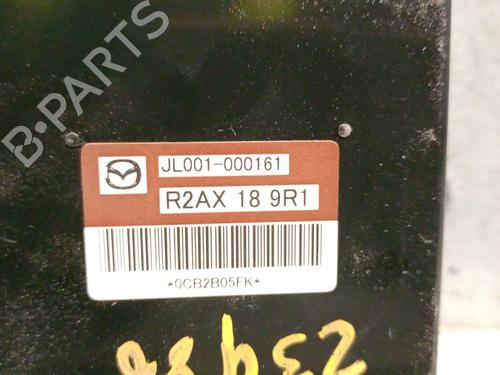 B-PARTS
JL001-000161
R2AX 18 9R1
*0CB2B05FK*